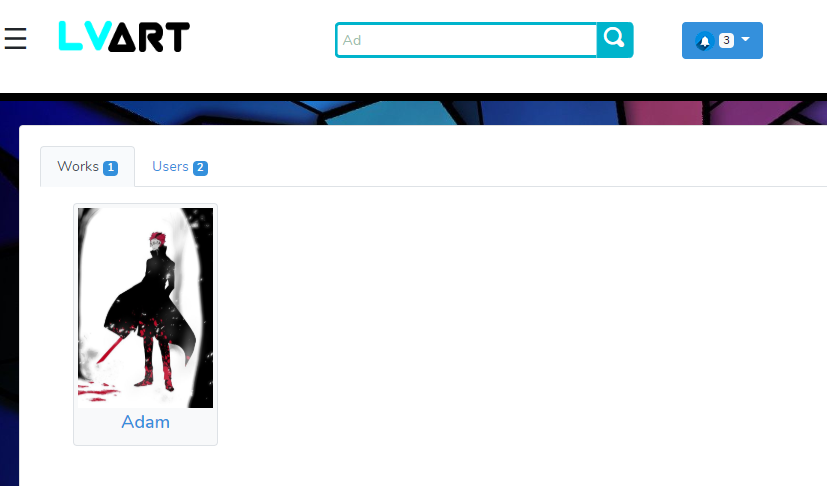 LVART
Ad
3
Works 1
Users 2
Adam